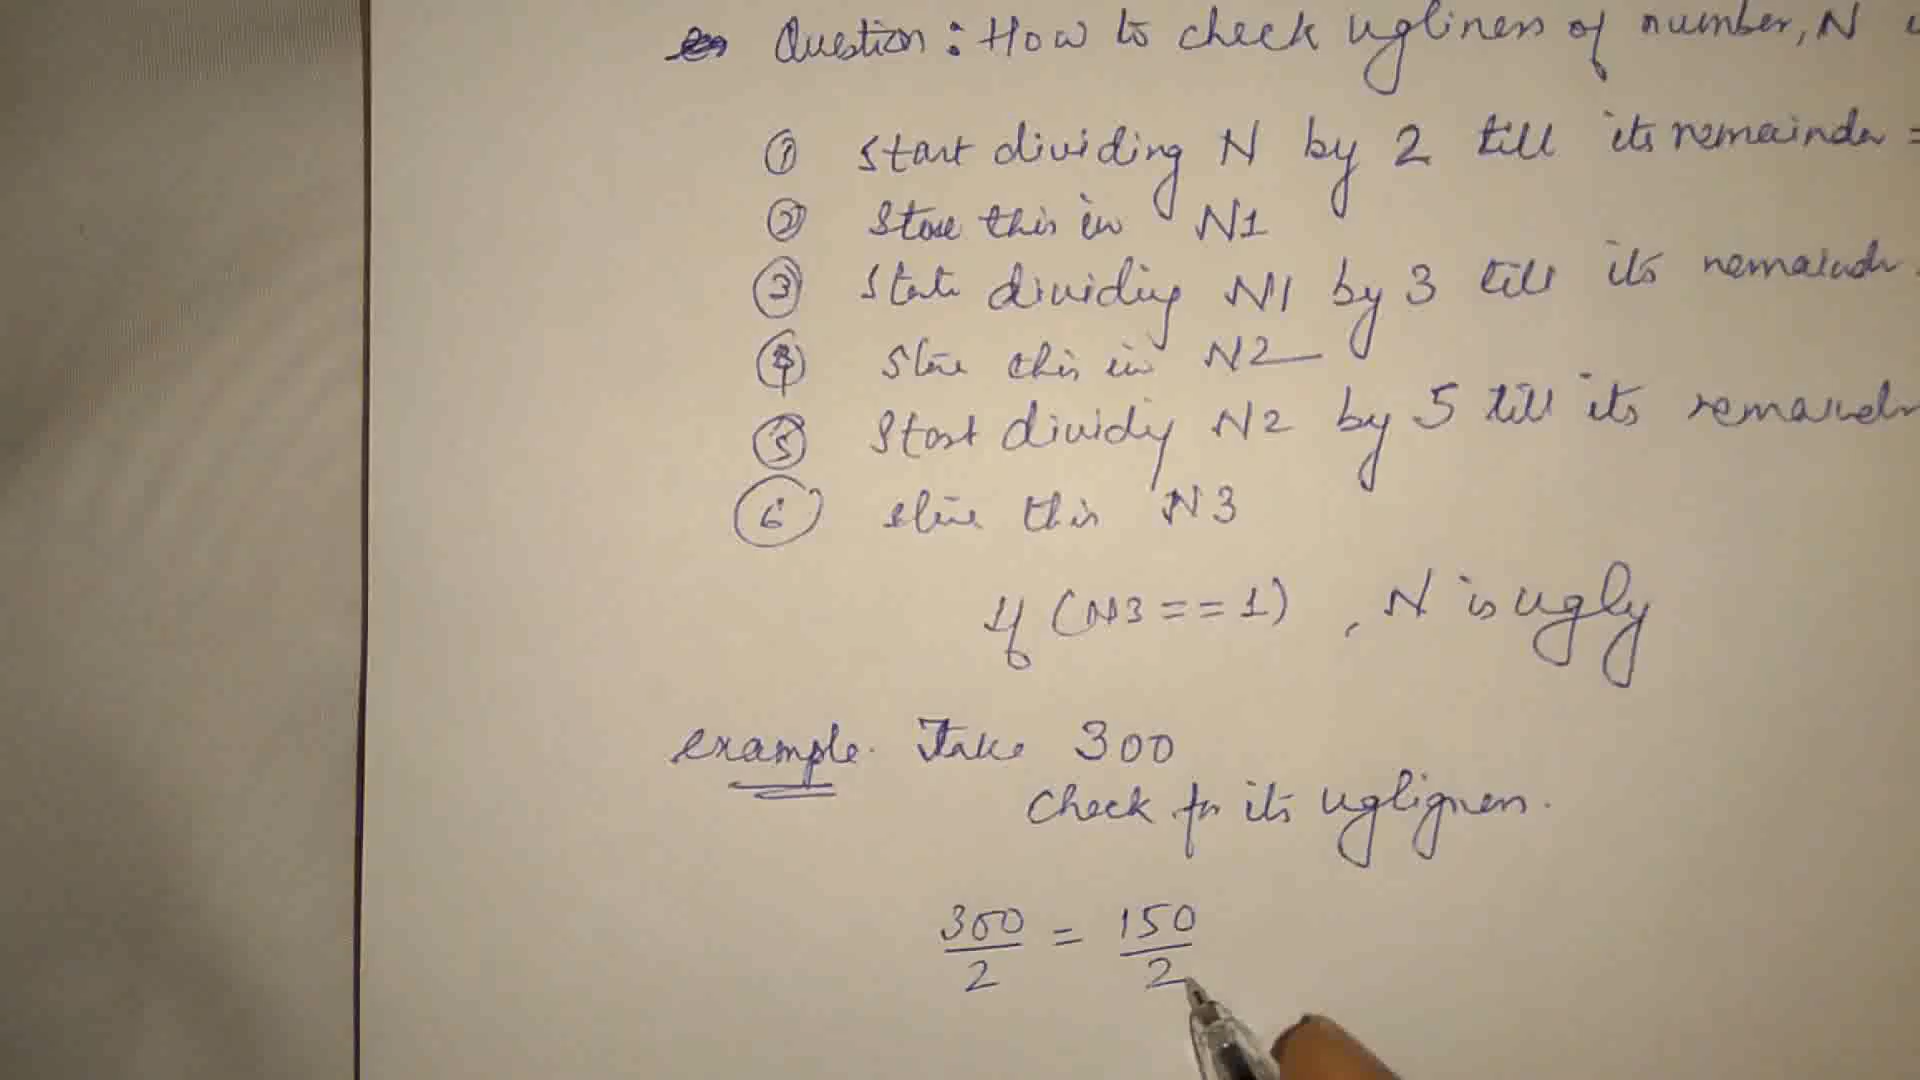 Question: How to check ugliness of number, N
① Start dividing N by 2 till its remainder =
② Store this in N1
③ Start dividing N1 by 3 till its remainder
④ Store this in N2
⑤ Start dividing N2 by 5 till its remainder
⑥ store this N3
If (N3==1), N is ugly
example. Take 300
Check for its ugligness.
300/2 = 150/2